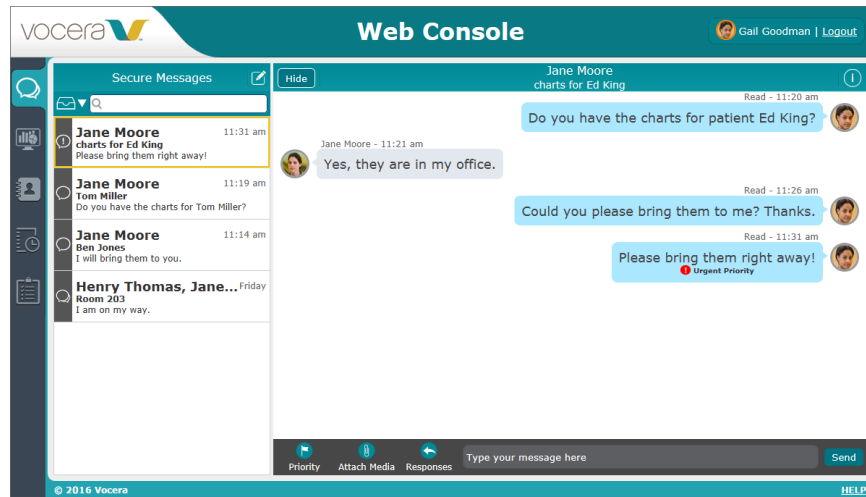 vocera
Web Console
Gail Goodman | Logout
Secure Messages
Hide
Jane Moore
charts for Ed King
Jane Moore 11:31 am
charts for Ed King
Please bring them right away!
Jane Moore 11:19 am
Tom Miller
Do you have the charts for Tom Miller?
Jane Moore 11:14 am
Ben Jones
I will bring them to you.
Henry Thomas, Jane... Friday
Room 203
I am on my way.
Read - 11:20 am
Do you have the charts for patient Ed King?
Jane Moore - 11:21 am
Yes, they are in my office.
Read - 11:26 am
Could you please bring them to me? Thanks.
Read - 11:31 am
Please bring them right away!
Urgent Priority
Priority
Attach Media
Responses
Type your message here
Send
© 2016 Vocera
HELP